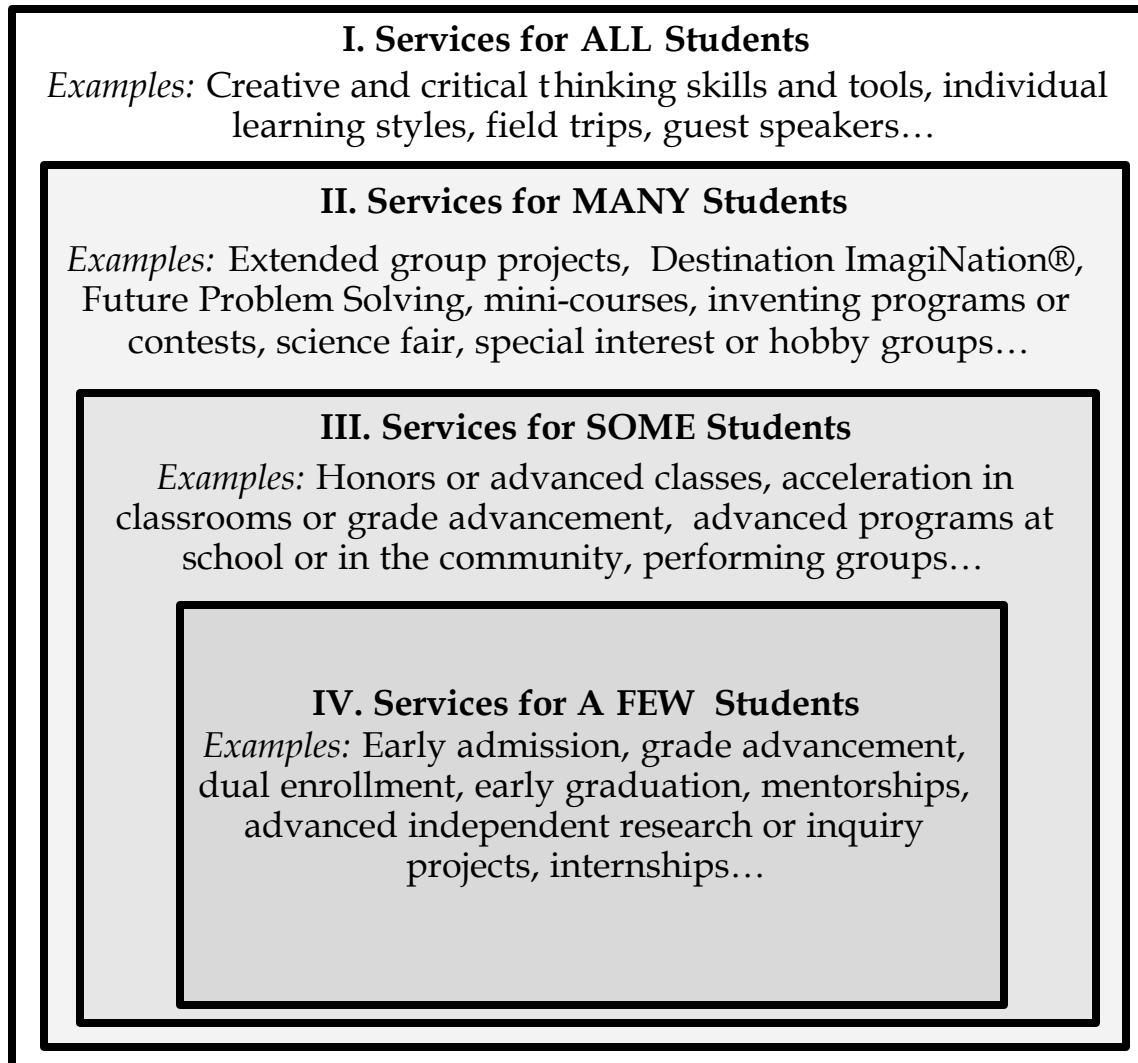 I. Services for ALL Students
Examples: Creative and critical thinking skills and tools, individual
learning styles, field trips, guest speakers…
II. Services for MANY Students
Examples: Extended group projects, Destination ImagiNation®,
Future Problem Solving, mini-courses, inventing programs or
contests, science fair, special interest or hobby groups…
III. Services for SOME Students
Examples: Honors or advanced classes, acceleration in
classrooms or grade advancement, advanced programs at
school or in the community, performing groups…
IV. Services for A FEW Students
Examples: Early admission, grade advancement,
dual enrollment, early graduation, mentorships,
advanced independent research or inquiry
projects, internships…